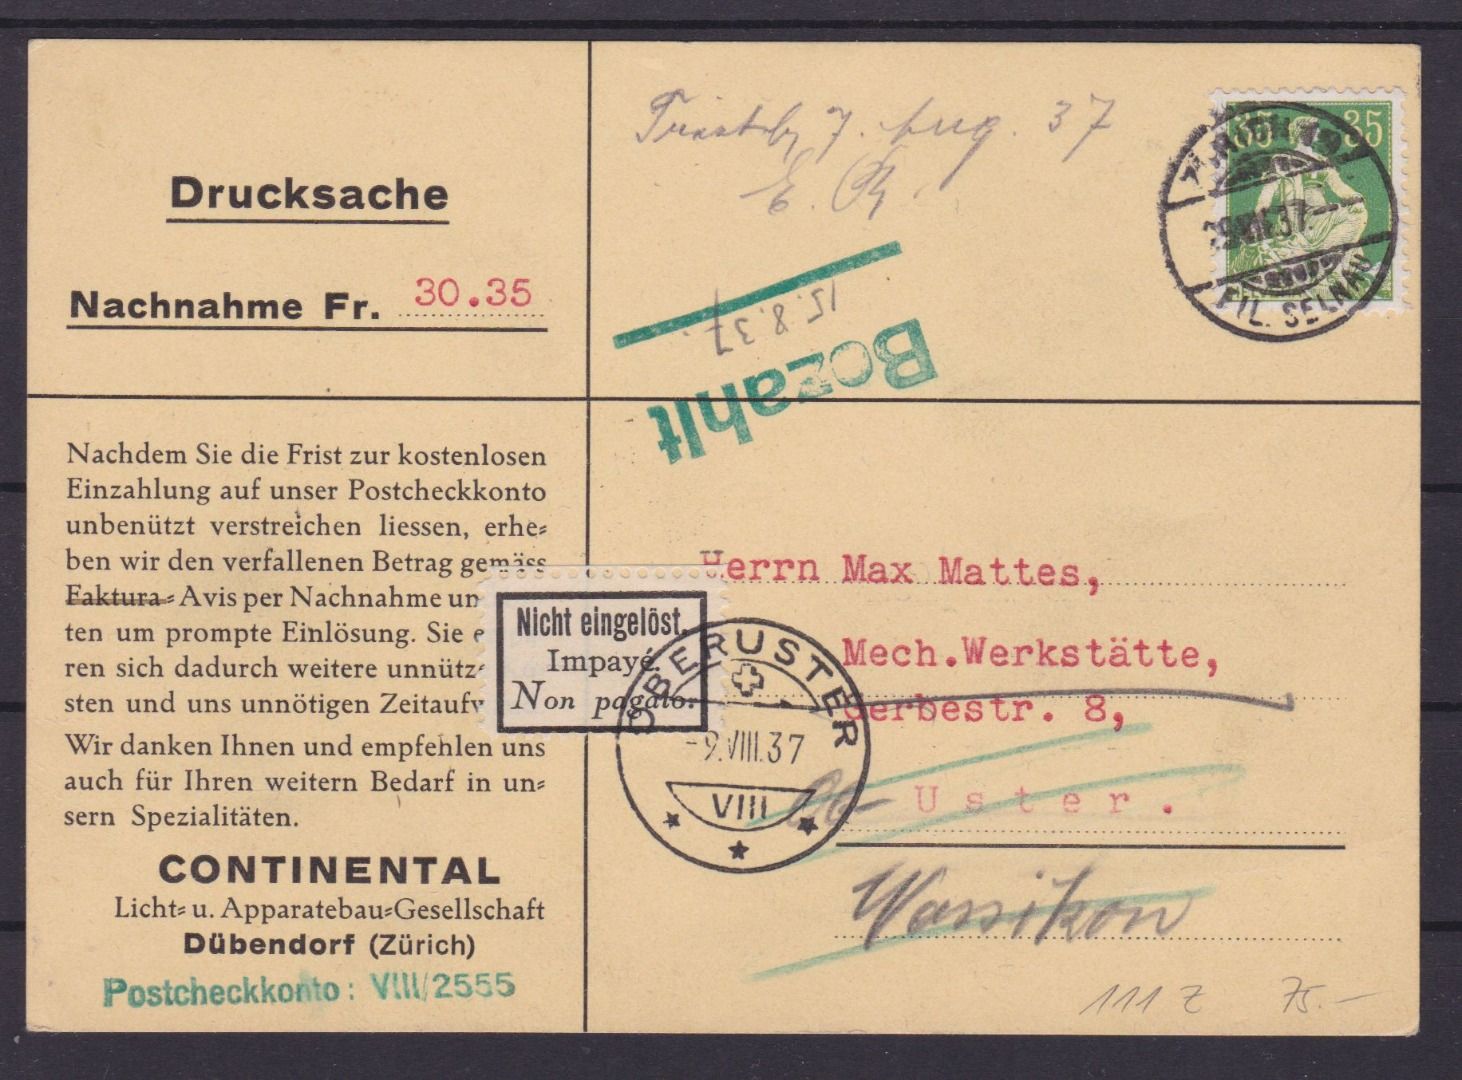 Drucksache
Nachnahme Fr. 30.35
7. Aug. 37
35 35
FIL. SELNAU
15.8.37
Bezahlt
Nachdem Sie die Frist zur kostenlosen
Einzahlung auf unser Postcheckkonto
unbenützt verstreichen liessen, erhe-
ben wir den verfallenen Betrag gemäss
Faktura-Avis per Nachnahme un
ten um prompte Einlösung. Sie e
ren sich dadurch weitere unnütz
sten und uns unnötigen Zeitaufv
Wir danken Ihnen und empfehlen uns
auch für Ihren weitern Bedarf in un-
sern Spezialitäten.
CONTINENTAL
Licht- u. Apparatebau-Gesellschaft
Dübendorf (Zürich)
Postcheckkonto: VIII/2555
Nicht eingelöst.
Impayé.
Non pagato.
OBERUSTER
-9.VIII.37
VIII
Herrn Max Mattes,
Mech.Werkstätte,
Gerbestr. 8,
Uster.
111 Z 75.-